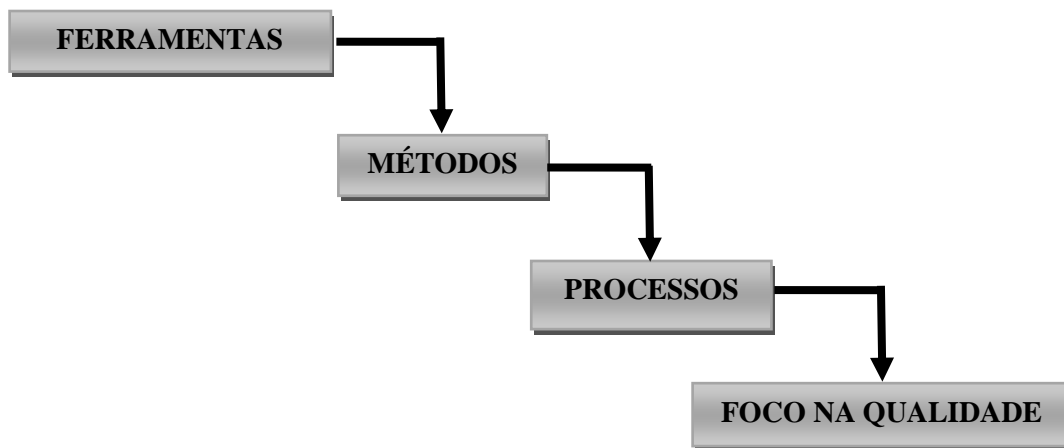 FERRAMENTAS
MÉTODOS
PROCESSOS
FOCO NA QUALIDADE